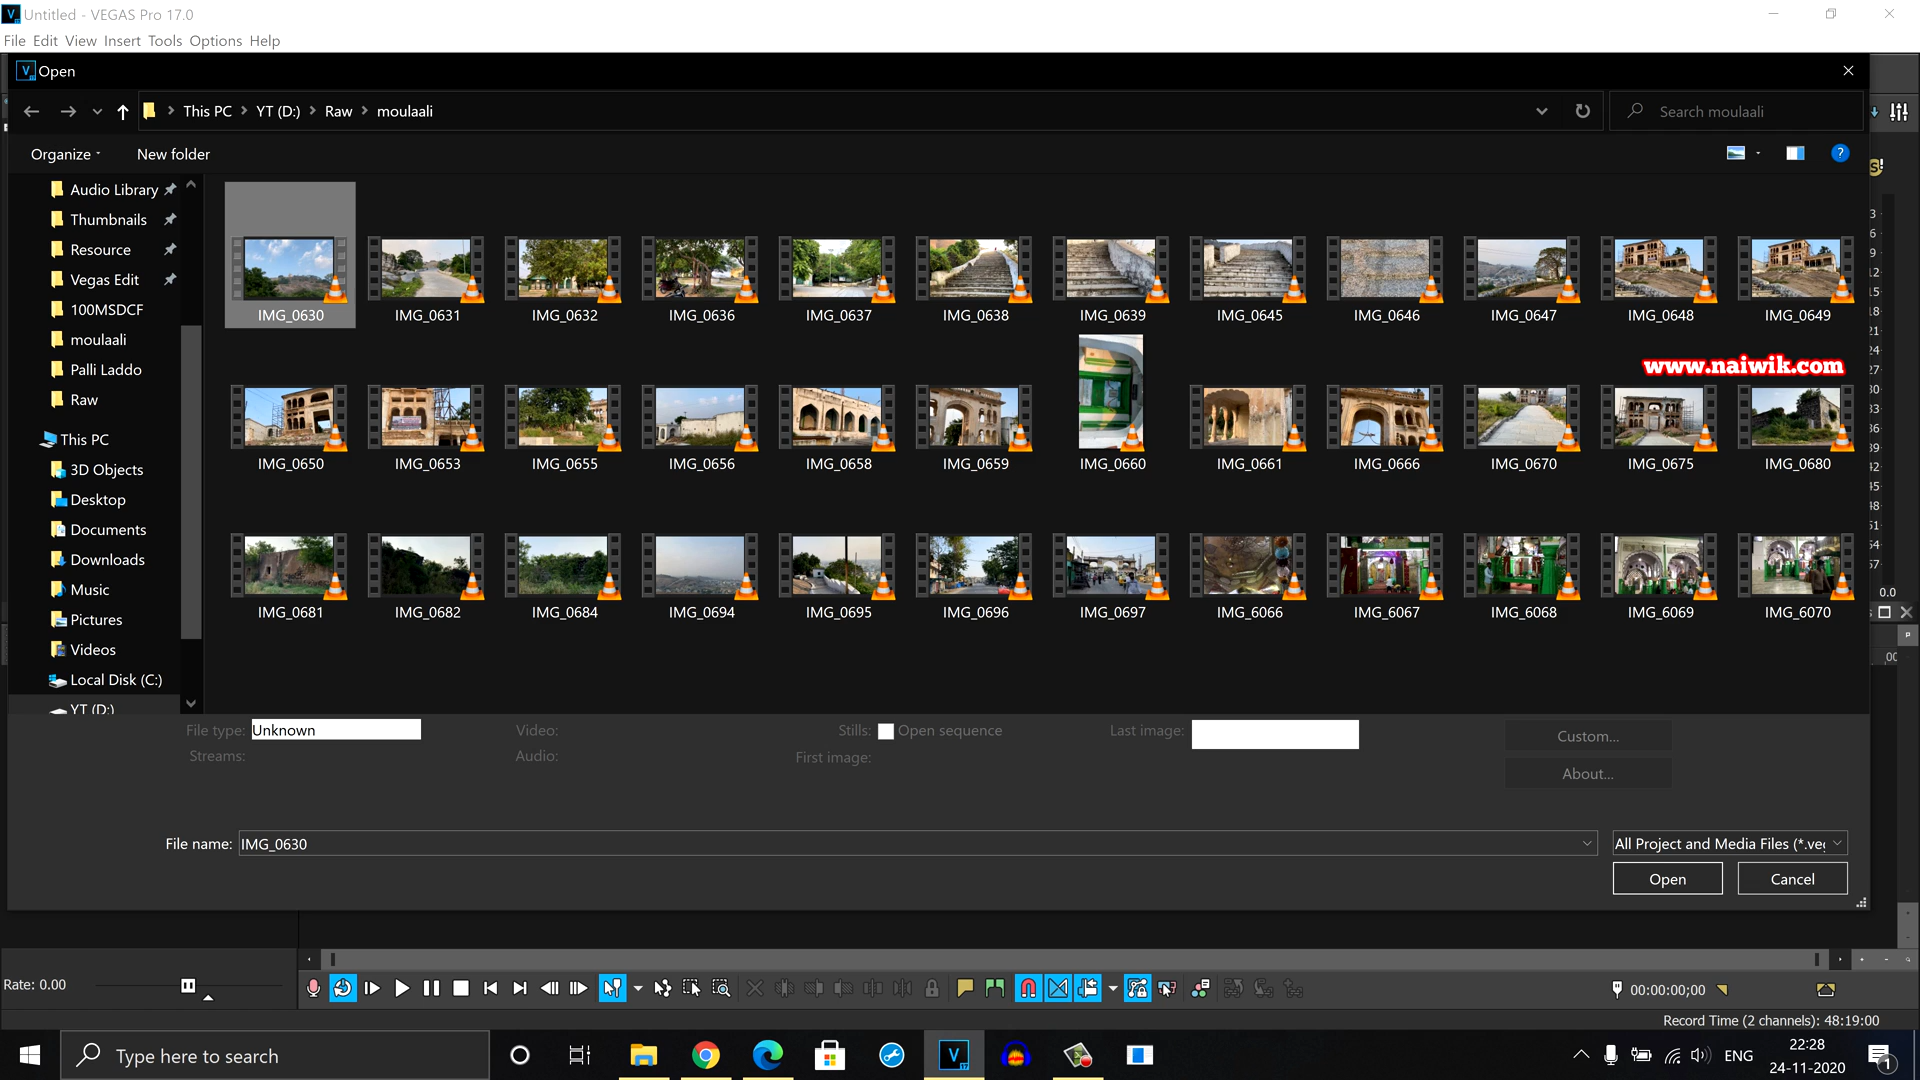 Untitled - VEGAS Pro 17.0
File Edit View Insert Tools Options Help
Open
This PC YT (D:) Raw moulaali
Search moulaali
Organize New folder
Audio Library
Thumbnails
Resource
Vegas Edit
100MSDCF
moulaali
Palli Laddo
Raw
This PC
3D Objects
Desktop
Documents
Downloads
Music
Pictures
Videos
Local Disk (C:)
YT (D:)
IMG_0630 IMG_0631 IMG_0632 IMG_0636 IMG_0637 IMG_0638 IMG_0639 IMG_0645 IMG_0646 IMG_0647 IMG_0648 IMG_0649
www.naiwik.com
IMG_0650 IMG_0653 IMG_0655 IMG_0656 IMG_0658 IMG_0659 IMG_0660 IMG_0661 IMG_0666 IMG_0670 IMG_0675 IMG_0680
IMG_0681 IMG_0682 IMG_0684 IMG_0694 IMG_0695 IMG_0696 IMG_0697 IMG_6066 IMG_6067 IMG_6068 IMG_6069 IMG_6070
0.0
File type: Unknown Video: Stills: Open sequence Last image: Custom...
Streams: Audio: First image: About...
File name: IMG_0630 All Project and Media Files (*.veg
Open Cancel
Rate: 0.00
00:00:00;00
Record Time (2 channels): 48:19:00
Type here to search
ENG
22:28
24-11-2020
1